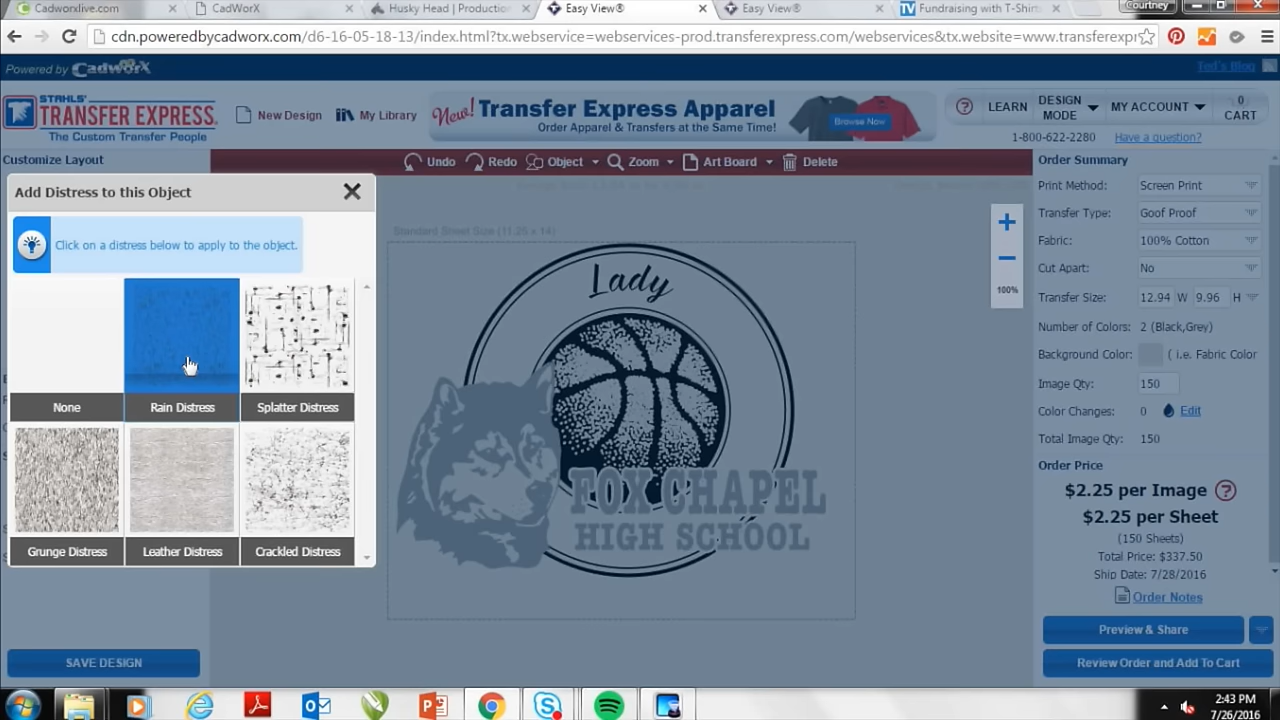 Cadworxlive.com
CadWorX
Husky Head | Production
Easy View®
Easy View®
Fundraising with T-Shirts
Courtney
cdn.poweredbycadworx.com/d6-16-05-18-13/index.html?tx.webservice=webservices-prod.transferexpress.com/webservices&tx.website=www.transferexpr
Powered by CadworX
Ted's Blog
STAHLS'
TRANSFER EXPRESS
The Custom Transfer People
New Design
My Library
New! Transfer Express Apparel
Order Apparel & Transfers at the Same Time!
Browse Now
LEARN
DESIGN MODE
MY ACCOUNT
0 CART
1-800-622-2280
Have a question?
Customize Layout
Undo
Redo
Object
Zoom
Art Board
Delete
Add Distress to this Object
Click on a distress below to apply to the object.
None
Rain Distress
Splatter Distress
Grunge Distress
Leather Distress
Crackled Distress
SAVE DESIGN
Standard Sheet Size (11.25 x 14)
Lady
FOX CHAPEL
HIGH SCHOOL
100%
Order Summary
Print Method: Screen Print
Transfer Type: Goof Proof
Fabric: 100% Cotton
Cut Apart: No
Transfer Size: 12.94 W 9.96 H
Number of Colors: 2 (Black,Grey)
Background Color: ( i.e. Fabric Color
Image Qty: 150
Color Changes: 0 Edit
Total Image Qty: 150
Order Price
$2.25 per Image
$2.25 per Sheet
(150 Sheets)
Total Price: $337.50
Ship Date: 7/28/2016
Order Notes
Preview & Share
Review Order and Add To Cart
2:43 PM
7/26/2016